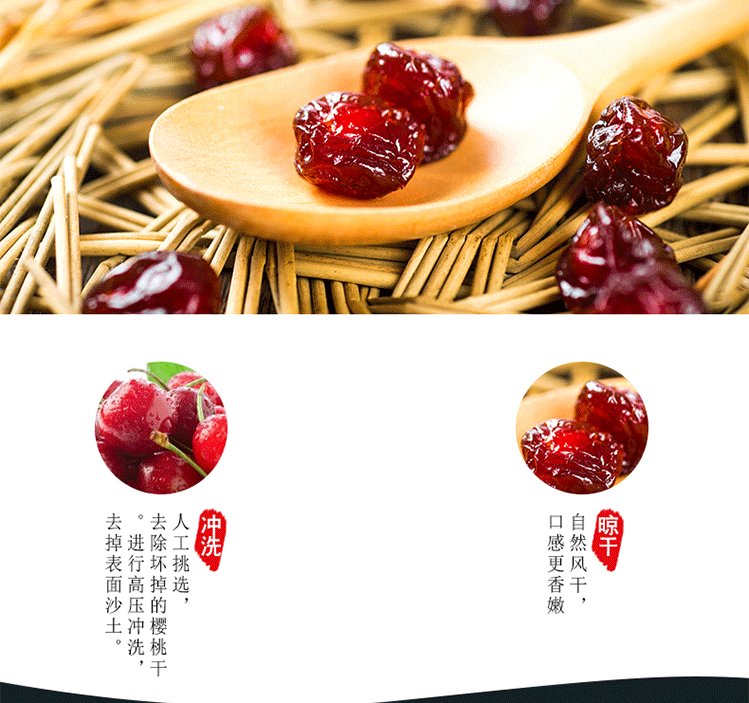 冲洗
人工挑选，
去除坏掉的樱桃干
。进行高压冲洗，
去掉表面沙土。
晾干
自然风干，
口感更香嫩